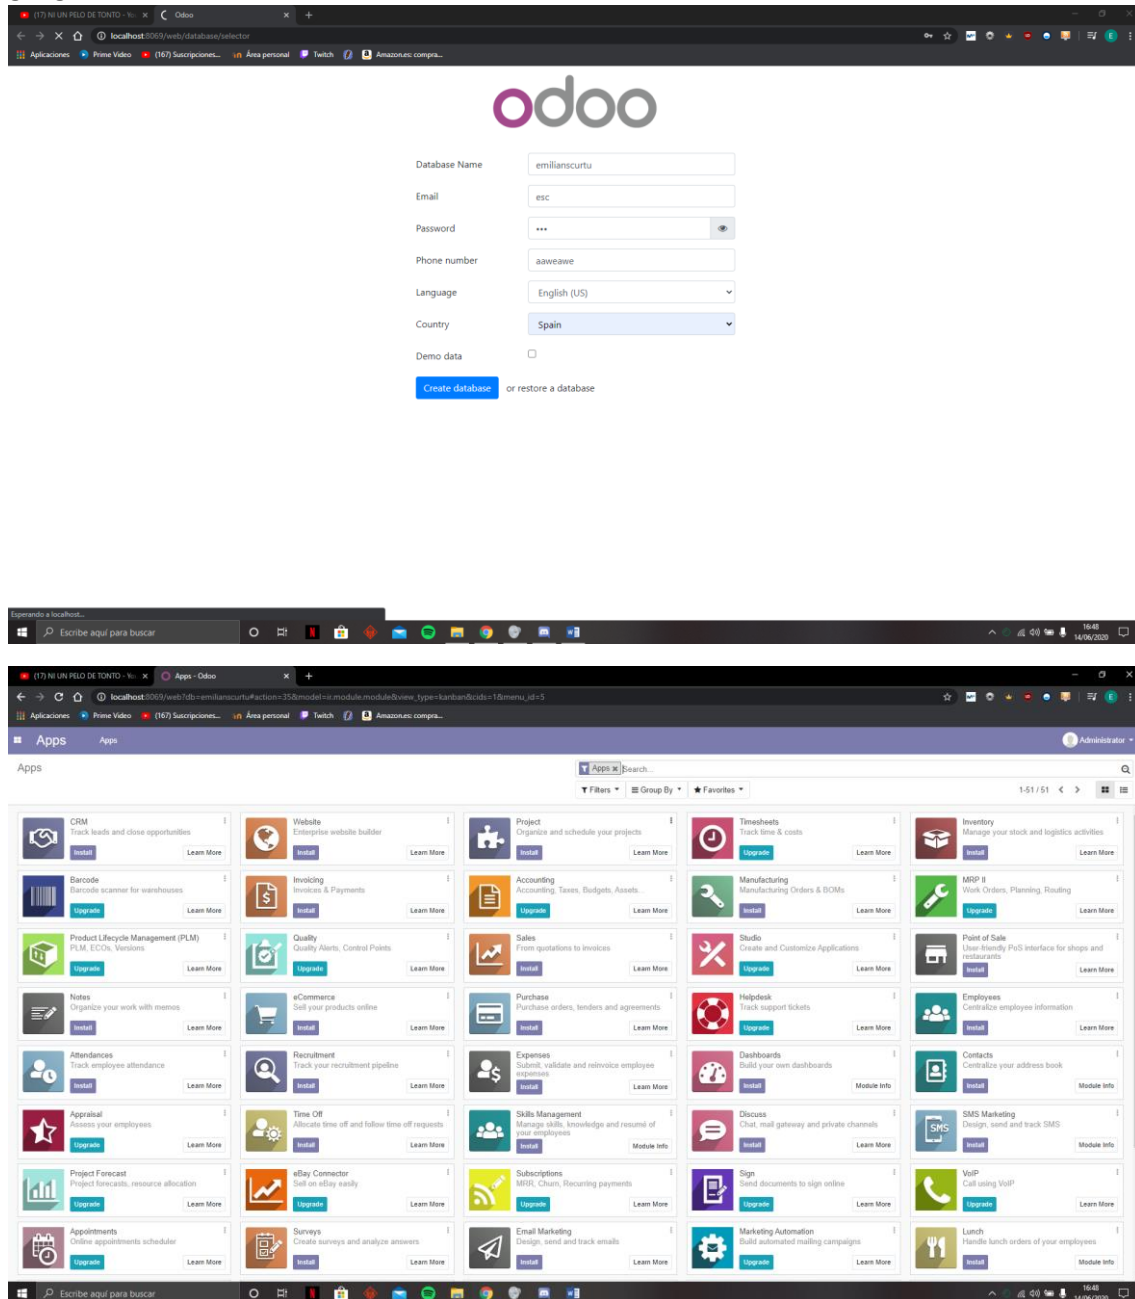 (17) NI UN PELO DE TONTO - Yo
Odoo
localhost:8069/web/database/selector
Aplicaciones
Prime Video
(167) Suscripciones...
Área personal
Twitch
Amazon.es: compra...
odoo
Database Name
emilianscurtu
Email
esc
Password
•••
Phone number
aaweawe
Language
English (US)
Country
Spain
Demo data
Create database
or restore a database
Esperando a localhost...
Escribe aquí para buscar
16:48
14/06/2020
(17) NI UN PELO DE TONTO - Yo
Apps - Odoo
localhost:8069/web?db=emilianscurtu#action=35&model=ir.module.module&view_type=kanban&cids=1&menu_id=5
Aplicaciones
Prime Video
(167) Suscripciones...
Área personal
Twitch
Amazon.es: compra...
Apps
Apps
Administrator
Apps
Apps
Search...
Filters
Group By
Favorites
1-51 / 51
CRM
Track leads and close opportunities
Install
Learn More
Website
Enterprise website builder
Install
Learn More
Project
Organize and schedule your projects
Install
Learn More
Timesheets
Track time & costs
Upgrade
Learn More
Inventory
Manage your stock and logistics activities
Install
Learn More
Barcode
Barcode scanner for warehouses
Upgrade
Learn More
Invoicing
Invoices & Payments
Install
Learn More
Accounting
Accounting, Taxes, Budgets, Assets...
Upgrade
Learn More
Manufacturing
Manufacturing Orders & BOMs
Install
Learn More
MRP II
Work Orders, Planning, Routing
Upgrade
Learn More
Product Lifecycle Management (PLM)
PLM, ECOs, Versions
Upgrade
Learn More
Quality
Quality Alerts, Control Points
Upgrade
Learn More
Sales
From quotations to invoices
Install
Learn More
Studio
Create and Customize Applications
Upgrade
Learn More
Point of Sale
User-friendly PoS interface for shops and
restaurants
Install
Learn More
Notes
Organize your work with memos
Install
Learn More
eCommerce
Sell your products online
Install
Learn More
Purchase
Purchase orders, tenders and agreements
Install
Learn More
Helpdesk
Track support tickets
Upgrade
Learn More
Employees
Centralize employee information
Install
Learn More
Attendances
Track employee attendance
Install
Learn More
Recruitment
Track your recruitment pipeline
Install
Learn More
Expenses
Submit, validate and reinvoice employee
expenses
Install
Learn More
Dashboards
Build your own dashboards
Install
Module Info
Contacts
Centralize your address book
Install
Module Info
Appraisal
Assess your employees
Upgrade
Learn More
Time Off
Allocate time off and follow time off requests
Install
Learn More
Skills Management
Manage skills, knowledge and resumé of
your employees
Install
Module Info
Discuss
Chat, mail gateway and private channels
Install
Learn More
SMS
SMS Marketing
Design, send and track SMS
Install
Module Info
Project Forecast
Project forecasts, resource allocation
Upgrade
Learn More
eBay Connector
Sell on eBay easily
Upgrade
Learn More
Subscriptions
MRR, Churn, Recurring payments
Upgrade
Learn More
Sign
Send documents to sign online
Upgrade
Learn More
VoIP
Call using VoIP
Upgrade
Learn More
Appointments
Online appointments scheduler
Upgrade
Learn More
Surveys
Create surveys and analyze answers
Install
Learn More
Email Marketing
Design, send and track emails
Install
Learn More
Marketing Automation
Build automated mailing campaigns
Upgrade
Learn More
Lunch
Handle lunch orders of your employees
Install
Module Info
Escribe aquí para buscar
16:48
14/06/2020